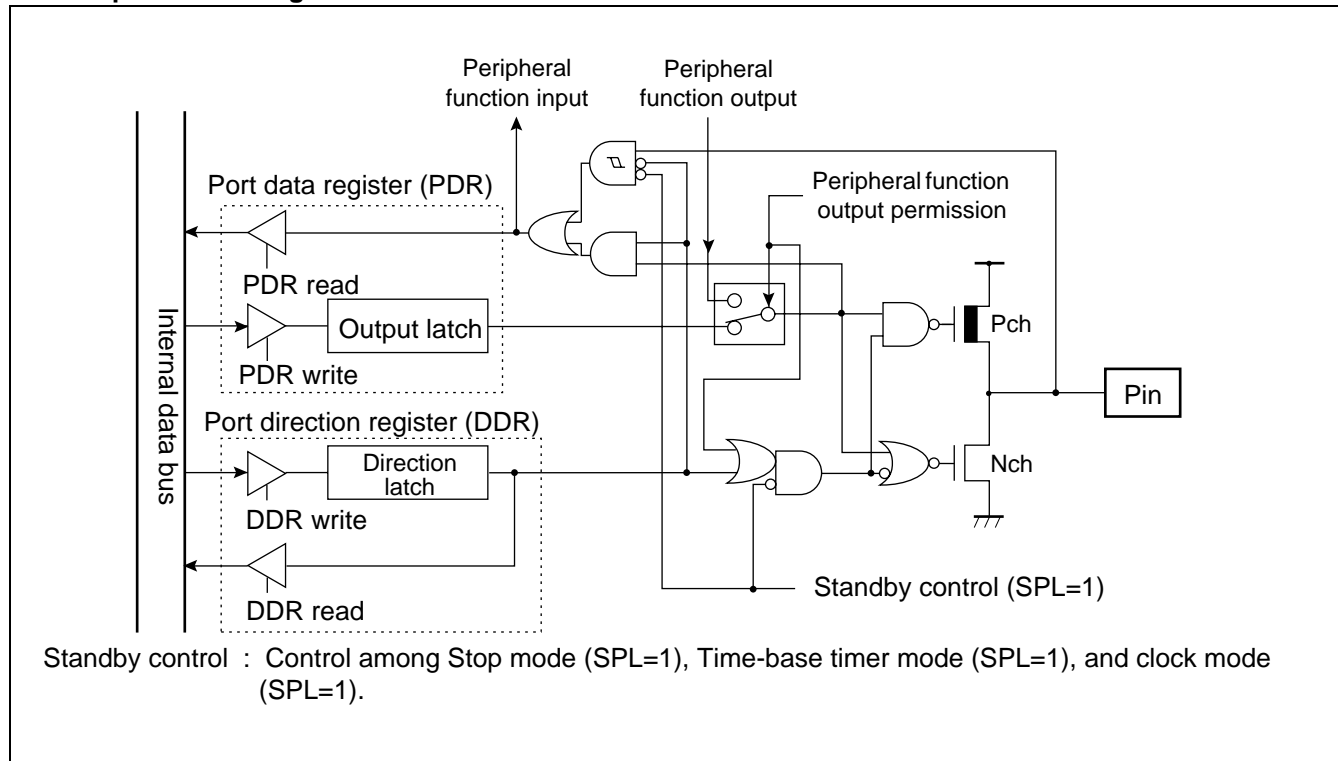 Peripheral
function input
Peripheral
function output
Port data register (PDR)
Peripheral function
output permission
PDR read
Output latch
PDR write
Pch
Pin
Internal data bus
Port direction register (DDR)
Direction
latch
Nch
DDR write
Standby control (SPL=1)
DDR read
Standby control : Control among Stop mode (SPL=1), Time-base timer mode (SPL=1), and clock mode
(SPL=1).